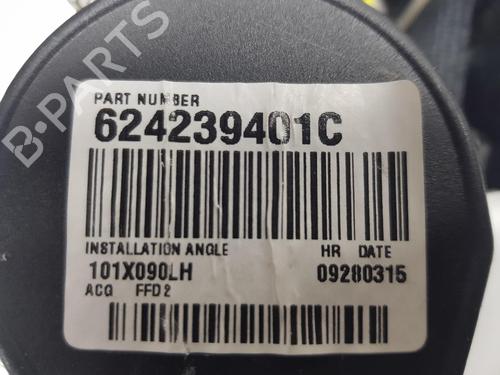 B-PARTS
PART NUMBER
624239401C
INSTALLATION ANGLE HR DATE
101X090LH 09280315
ACG FFD2